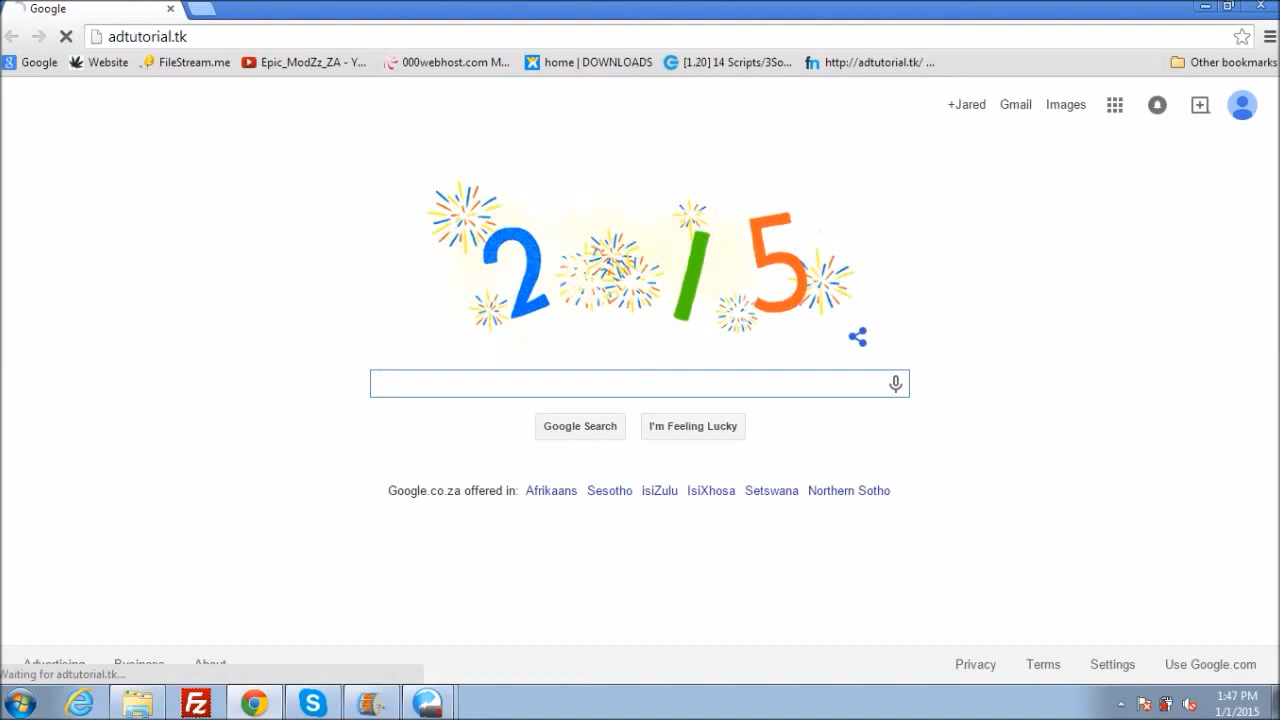 Google
adtutorial.tk
Google Website FileStream.me Epic_ModZz_ZA - Y... 000webhost.com M... home | DOWNLOADS [1.20] 14 Scripts/3So... http://adtutorial.tk/ ... Other bookmarks
+Jared Gmail Images
2 1 5
Google Search I'm Feeling Lucky
Google.co.za offered in: Afrikaans Sesotho isiZulu IsiXhosa Setswana Northern Sotho
Advertising Business About Privacy Terms Settings Use Google.com
Waiting for adtutorial.tk...
1:47 PM
1/1/2015